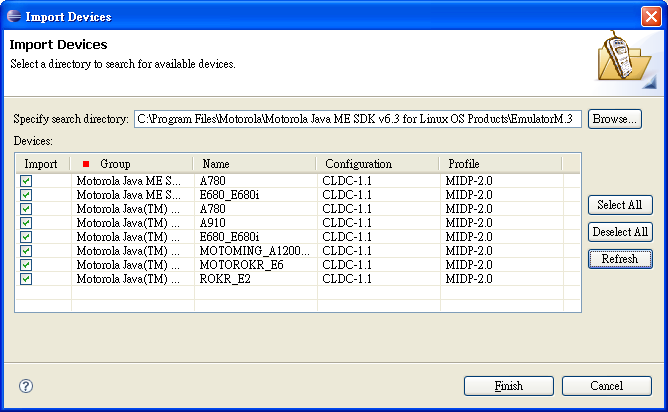 Import Devices
Import Devices
Select a directory to search for available devices.
Specify search directory: C:\Program Files\Motorola\Motorola Java ME SDK v6.3 for Linux OS Products\EmulatorM.3 Browse...
Devices:
Import Group Name Configuration Profile
Motorola Java ME S... A780 CLDC-1.1 MIDP-2.0
Motorola Java ME S... E680_E680i CLDC-1.1 MIDP-2.0
Motorola Java(TM) ... A780 CLDC-1.1 MIDP-2.0
Motorola Java(TM) ... A910 CLDC-1.1 MIDP-2.0
Motorola Java(TM) ... E680_E680i CLDC-1.1 MIDP-2.0
Motorola Java(TM) ... MOTOMING_A1200... CLDC-1.1 MIDP-2.0
Motorola Java(TM) ... MOTOROKR_E6 CLDC-1.1 MIDP-2.0
Motorola Java(TM) ... ROKR_E2 CLDC-1.1 MIDP-2.0
Select All
Deselect All
Refresh
? Finish Cancel